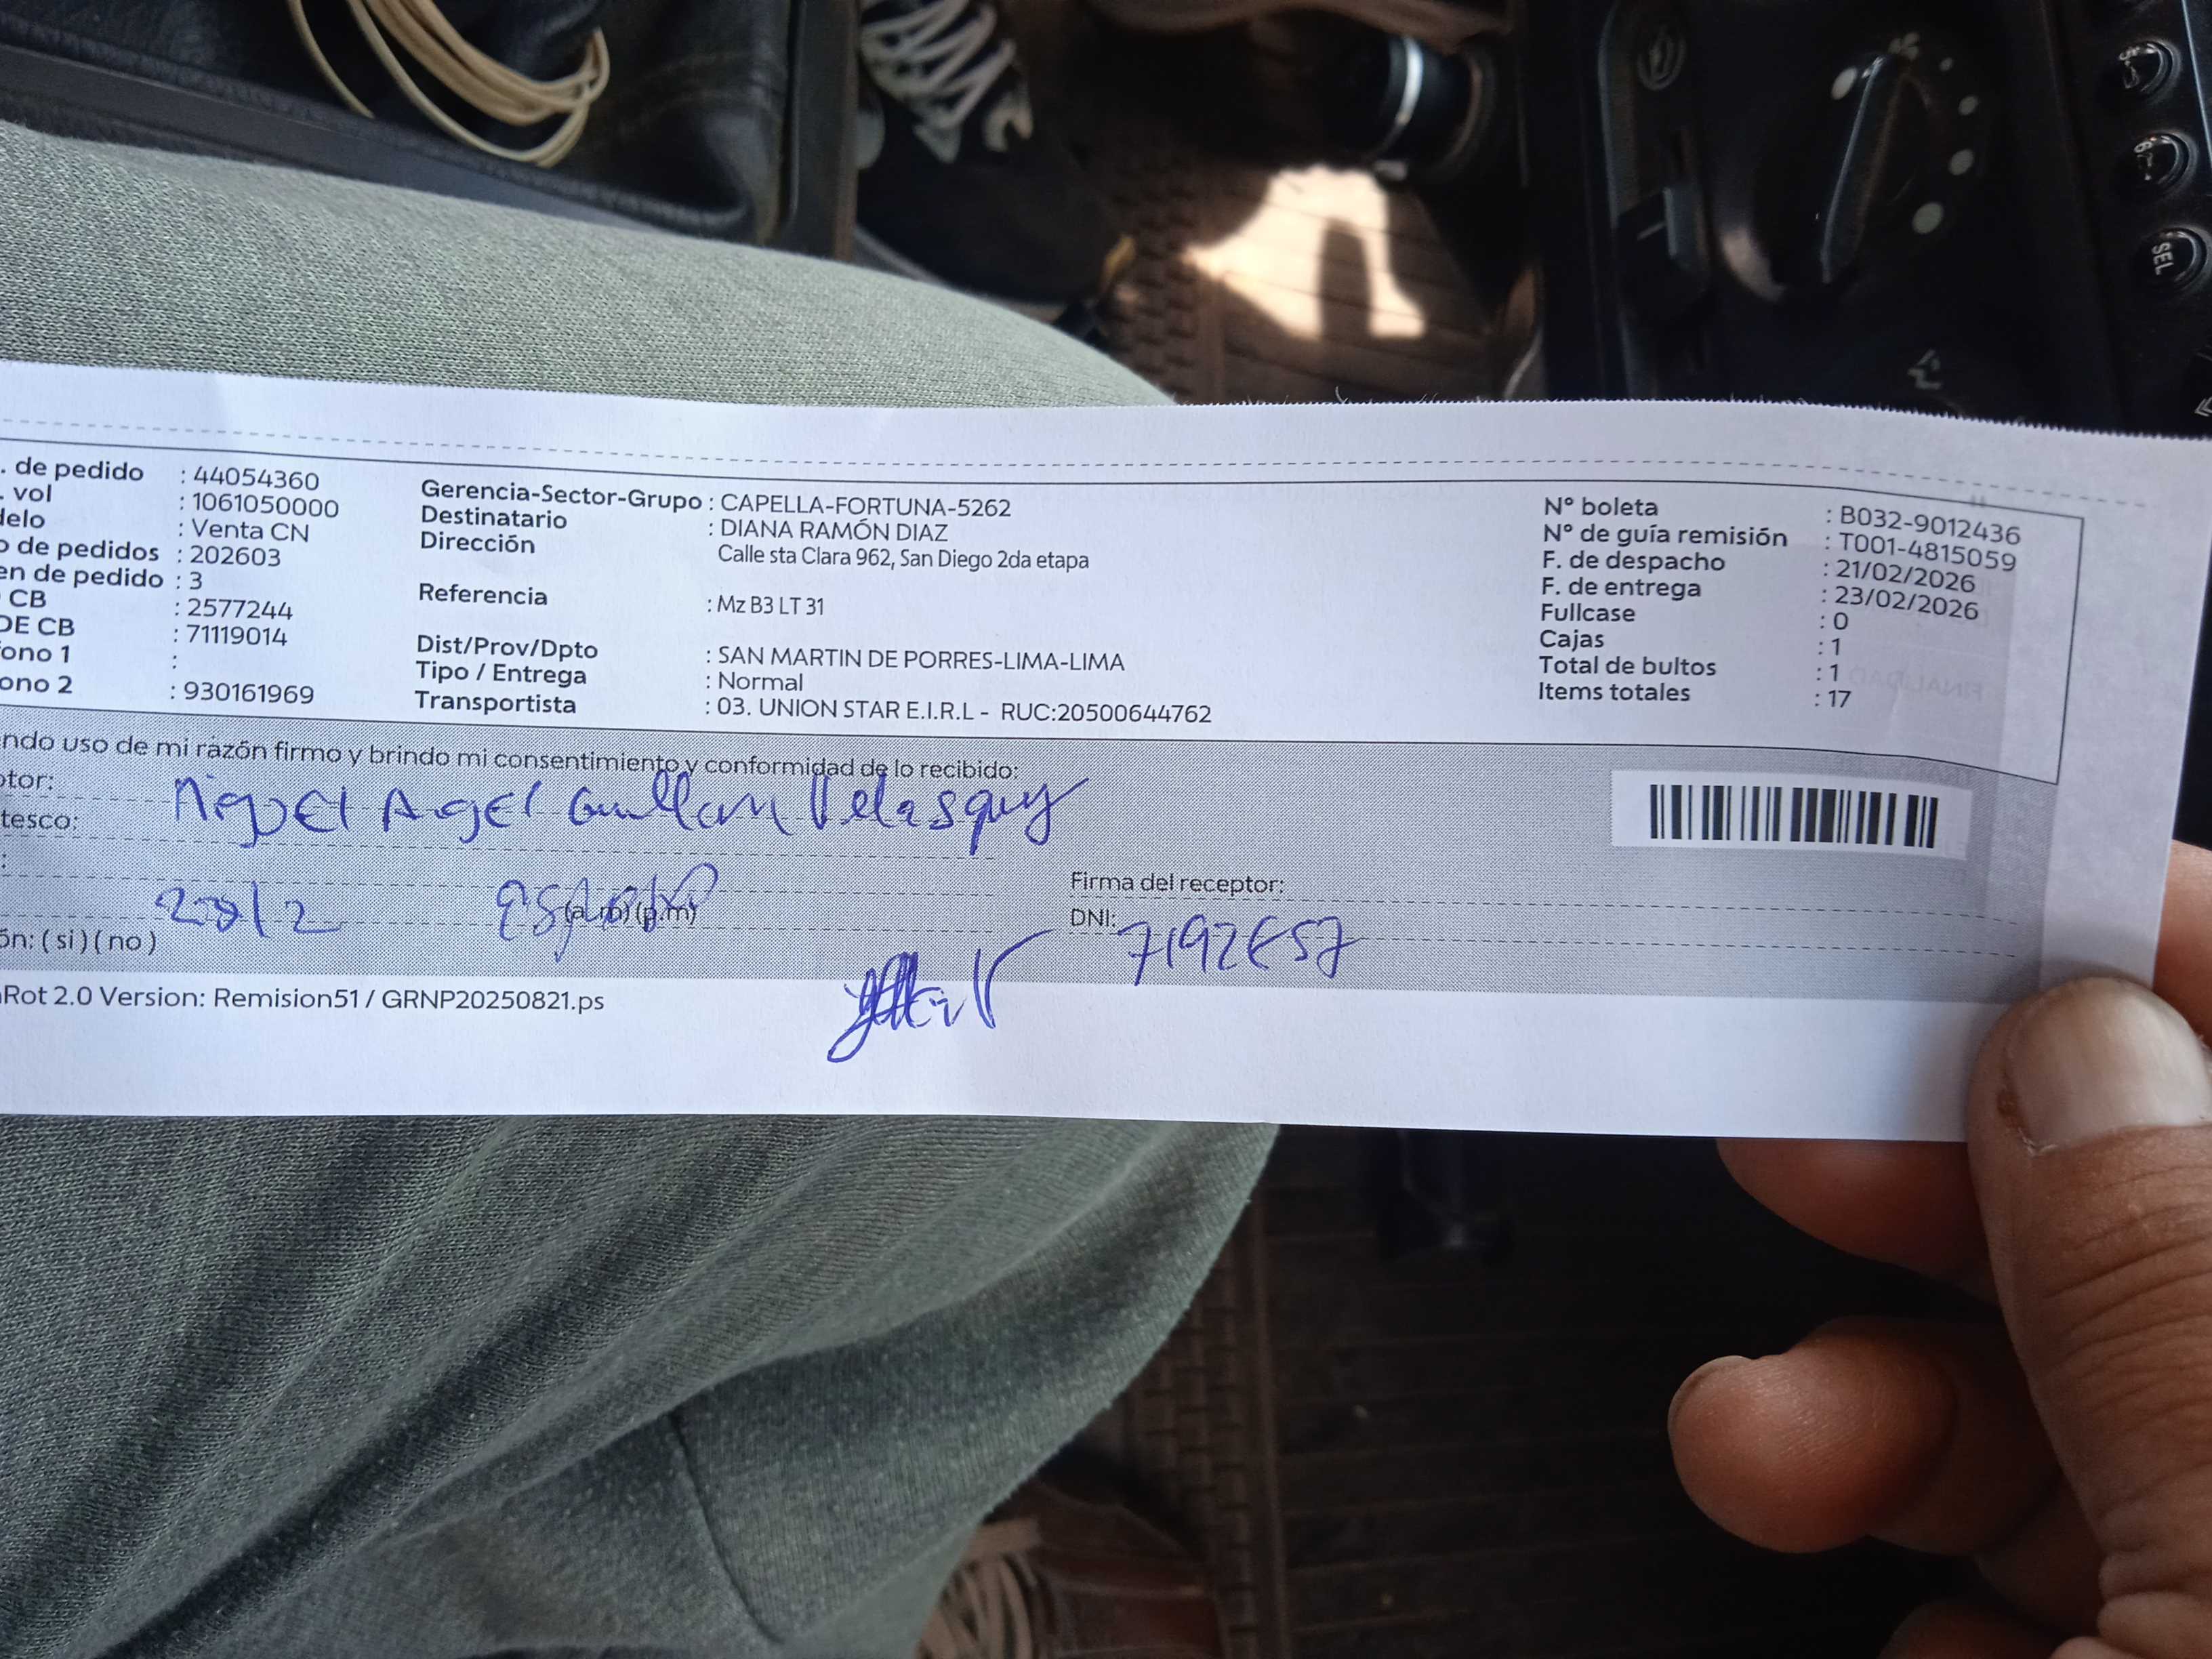 . de pedido : 44054360
. vol : 1061050000
delo : Venta CN
o de pedidos : 202603
en de pedido : 3
CB : 2577244
DE CB : 71119014
ono 1 :
ono 2 : 930161969
Gerencia-Sector-Grupo : CAPELLA-FORTUNA-5262
Destinatario : DIANA RAMÓN DIAZ
Dirección Calle sta Clara 962, San Diego 2da etapa
Referencia : Mz B3 LT 31
Dist/Prov/Dpto : SAN MARTIN DE PORRES-LIMA-LIMA
Tipo / Entrega : Normal
Transportista : 03. UNION STAR E.I.R.L - RUC:20500644762
N° boleta : B032-9012436
N° de guía remisión : T001-4815059
F. de despacho : 21/02/2026
F. de entrega : 23/02/2026
Fullcase : 0
Cajas : 1
Total de bultos : 1
Items totales : 17
ndo uso de mi razón firmo y brindo mi consentimiento y conformidad de lo recibido:
tor: Miguel Agel Velasquy
tesco:
:
(a.m) (p.m)
Firma del receptor:
DNI:
ón: ( si ) ( no )
Rot 2.0 Version: Remision51 / GRNP20250821.ps
SEL